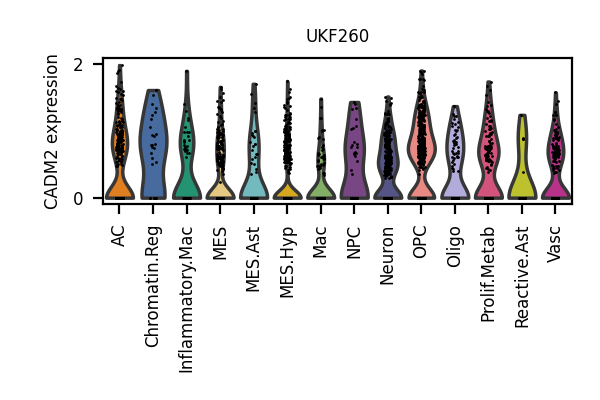 UKF260
CADM2 expression
2
0
AC
Chromatin.Reg
Inflammatory.Mac
MES
MES.Ast
MES.Hyp
Mac
NPC
Neuron
OPC
Oligo
Prolif.Metab
Reactive.Ast
Vasc